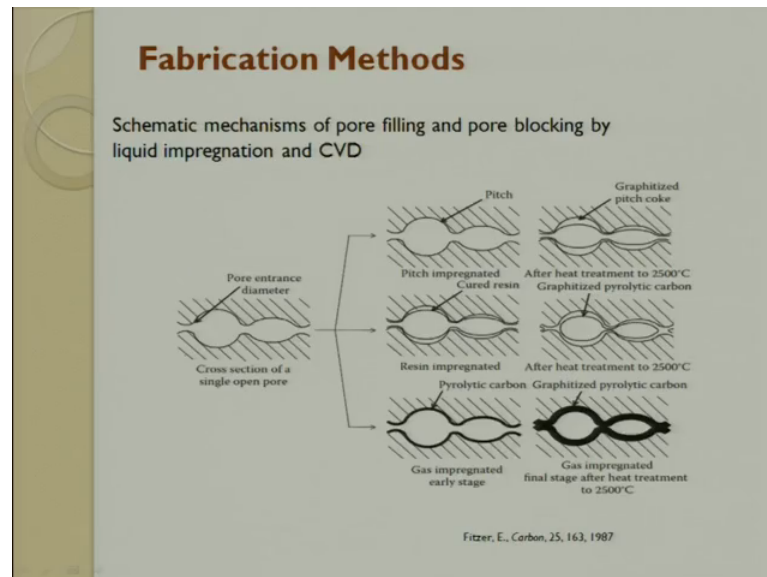 Fabrication Methods
Schematic mechanisms of pore filling and pore blocking by
liquid impregnation and CVD
Pore entrance
diameter
Cross section of a
single open pore
Pitch
Pitch impregnated
Graphitized
pitch coke
After heat treatment to 2500°C
Cured resin
Resin impregnated
Graphitized pyrolytic carbon
After heat treatment to 2500°C
Pyrolytic carbon
Gas impregnated
early stage
Graphitized pyrolytic carbon
Gas impregnated
final stage after heat treatment
to 2500°C
Fitzer, E., Carbon, 25, 163, 1987